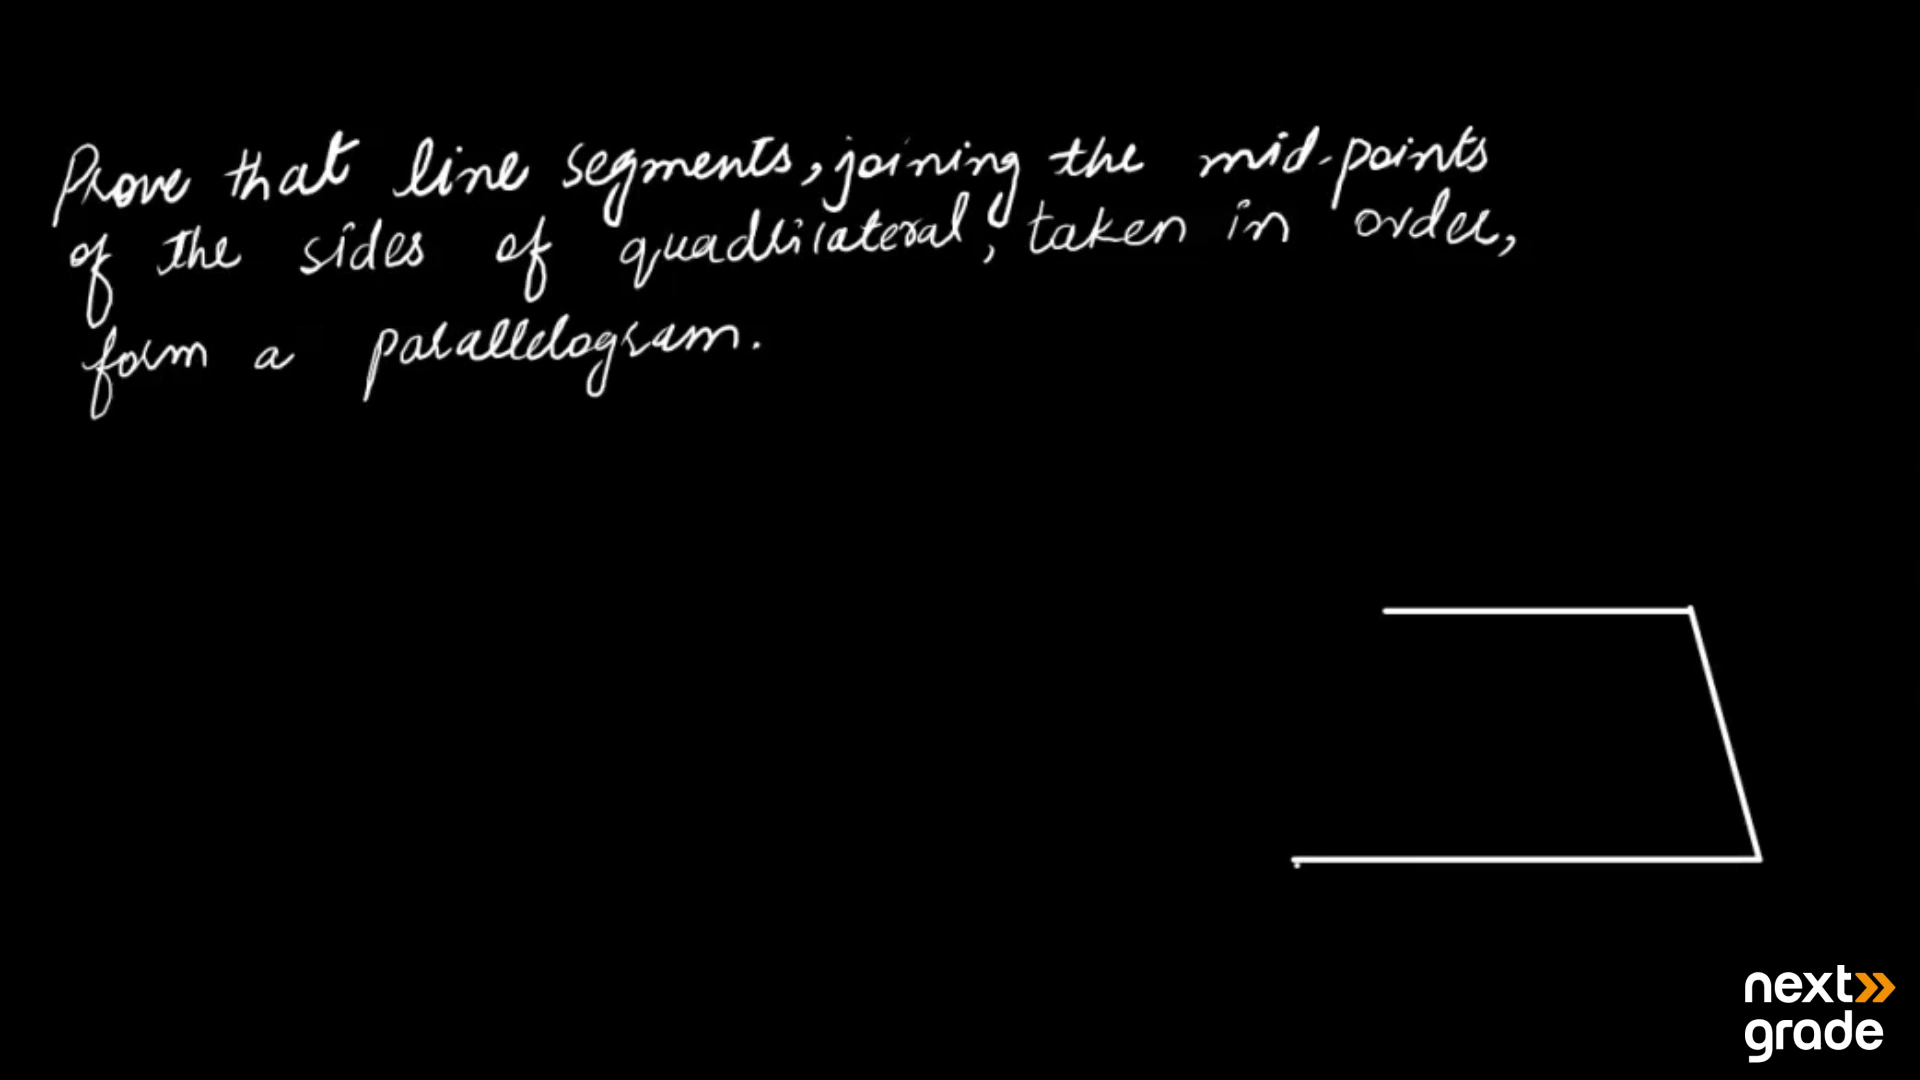 Prove that line segments, joining the mid-points
of the sides of quadrilateral, taken in order,
form a parallelogram.
next
grade